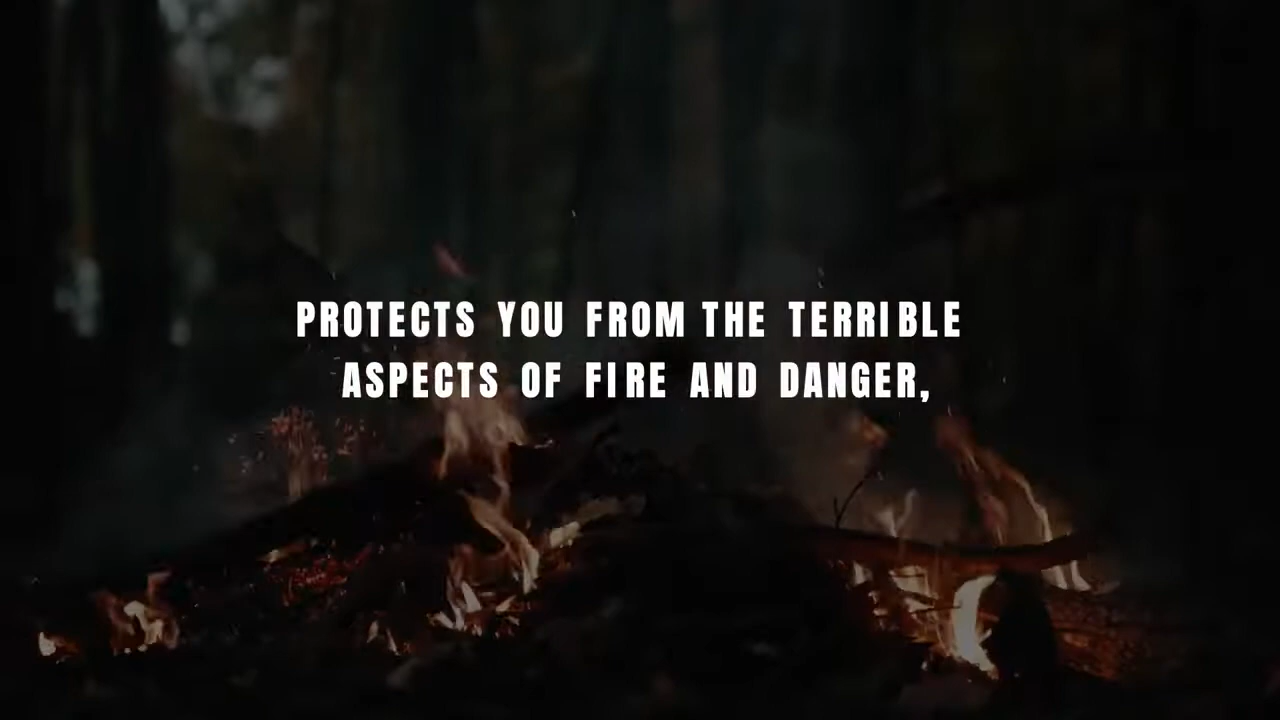 PROTECTS YOU FROM THE TERRIBLE
ASPECTS OF FIRE AND DANGER,